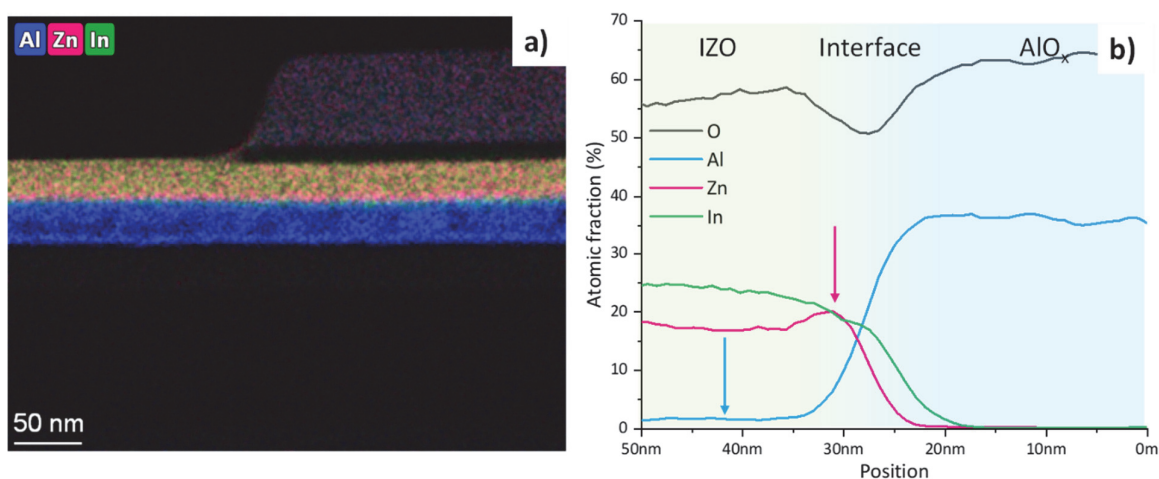 Al Zn In
a)
50 nm
b)
IZO Interface AlOx
O
Al
Zn
In
70
60
50
40
30
20
10
0
Atomic fraction (%)
50nm 40nm 30nm 20nm 10nm 0m
Position